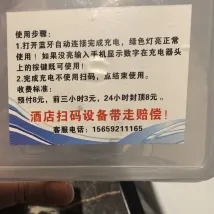 使用步骤：
1.打开蓝牙自动连接完成充电，绿色灯亮正常
使用！如果没亮输入手机显示数字在充电器头
上的按键既可使用！
2.完成充电不使用扫码，点结束使用。
收费标准：
预付8元，前三小时3元，24小时封顶8元。
酒店扫码设备带走赔偿！
客服电话：15659211165